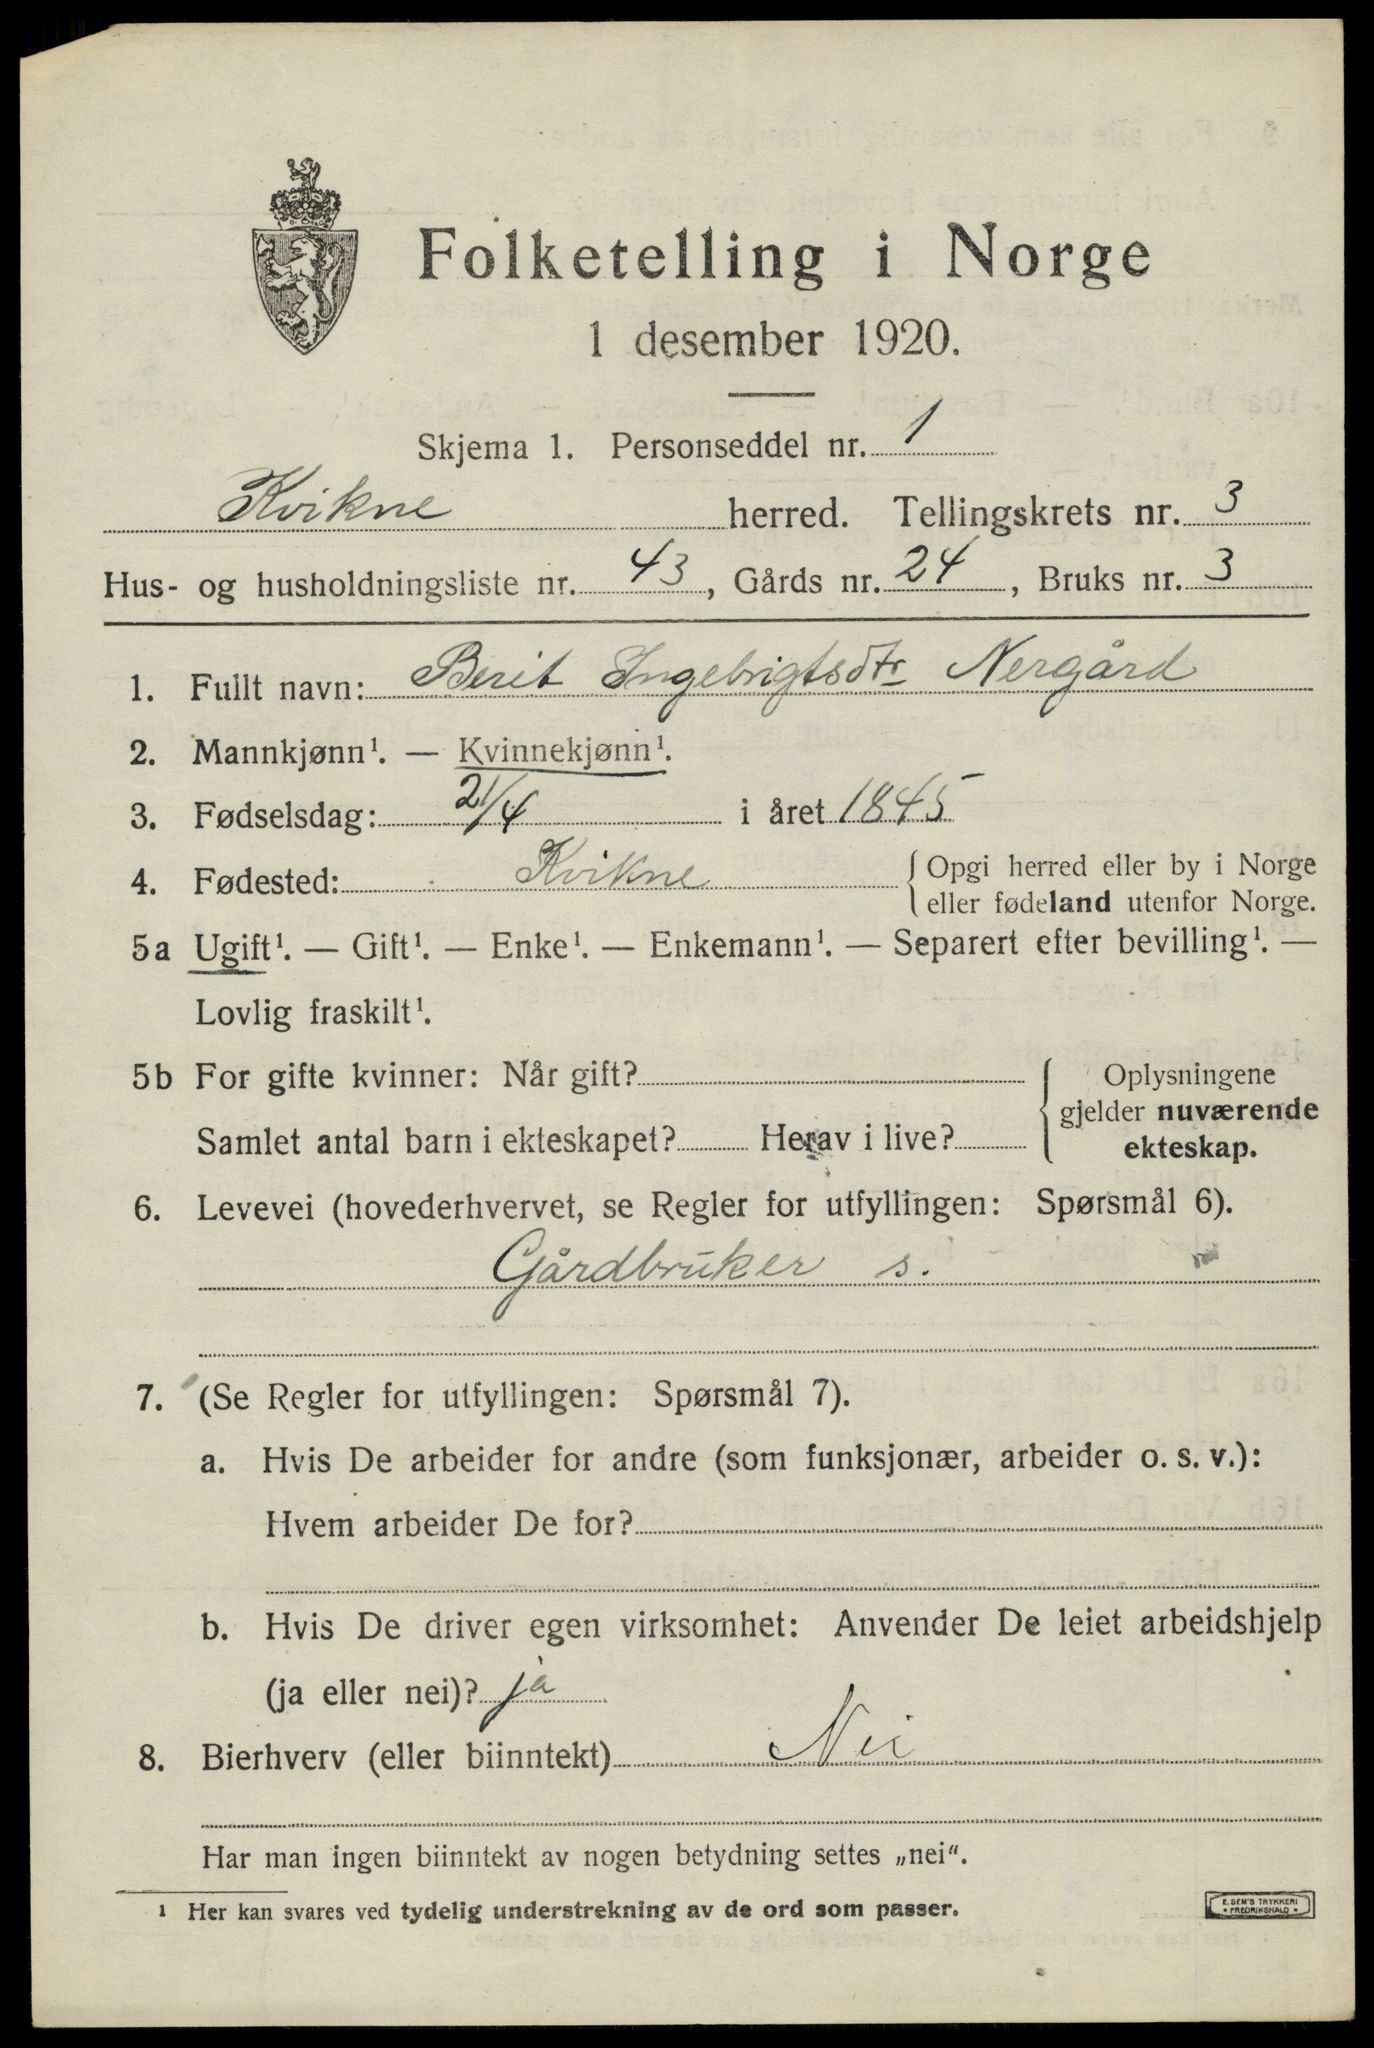 Folketelling i Norge
1 desember 1920.
Skjema 1. Personseddel nr. 1
Kvikne herred. Tellingskrets nr. 3
Hus- og husholdningsliste nr. 43, Gårds nr. 24, Bruks nr. 3
1. Fullt navn: Berit Ingebrigtsdtr Nergård
2. Mannkjønn¹. — Kvinnekjønn¹.
3. Fødselsdag: 21/4 i året 1845
4. Fødested: Kvikne { Opgi herred eller by i Norge
eller fødeland utenfor Norge.
5a Ugift¹. — Gift¹. — Enke¹. — Enkemann¹. — Separert efter bevilling¹. —
Lovlig fraskilt¹.
5b For gifte kvinner: Når gift? { Oplysningene
gjelder nuværende
Samlet antal barn i ekteskapet? Herav i live? ekteskap.
6. Levevei (hovederhvervet, se Regler for utfyllingen: Spørsmål 6).
Gårdbruker s.
7. (Se Regler for utfyllingen: Spørsmål 7).
a. Hvis De arbeider for andre (som funksjonær, arbeider o. s. v.):
Hvem arbeider De for?
b. Hvis De driver egen virksomhet: Anvender De leiet arbeidshjelp
(ja eller nei)? ja
8. Bierhverv (eller biinntekt) Nei
Har man ingen biinntekt av nogen betydning settes „nei“.
¹ Her kan svares ved tydelig understrekning av de ord som passer.
E. SEM'S TRYKKERI
• FREDRIKSHALD •